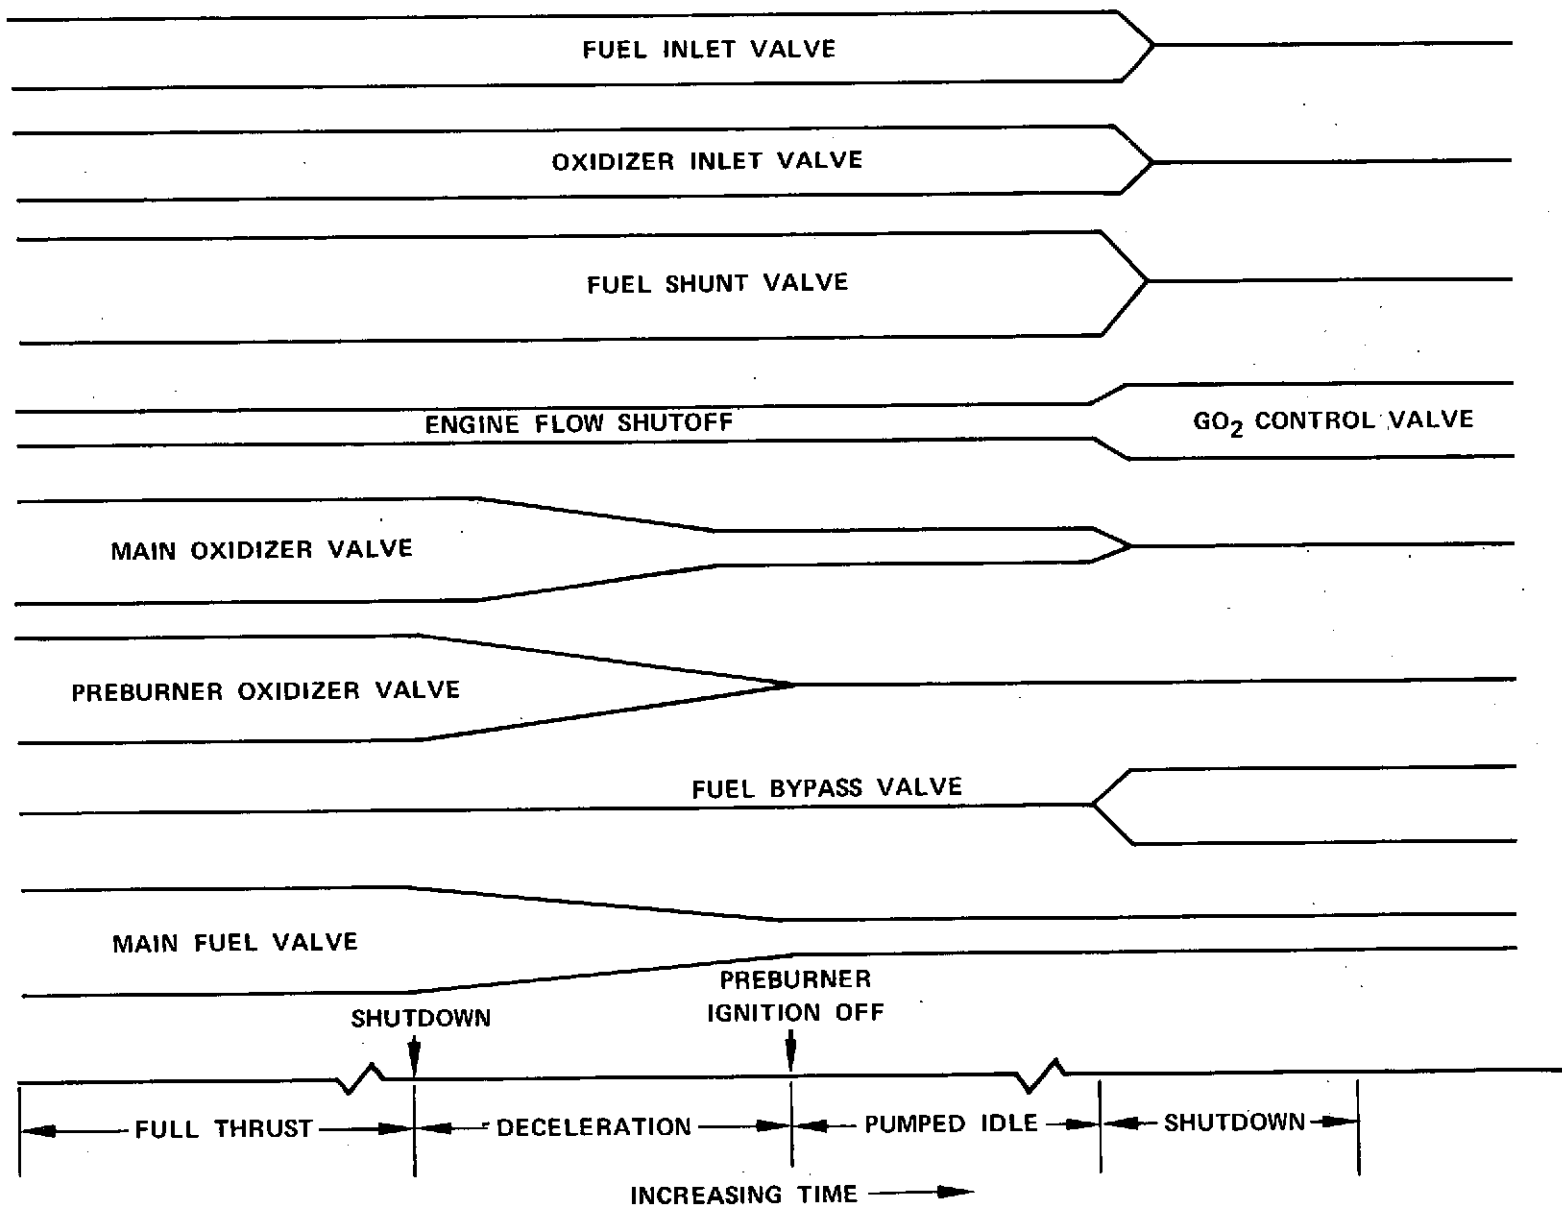 FUEL INLET VALVE
OXIDIZER INLET VALVE
FUEL SHUNT VALVE
ENGINE FLOW SHUTOFF
GO2 CONTROL VALVE
MAIN OXIDIZER VALVE
PREBURNER OXIDIZER VALVE
FUEL BYPASS VALVE
MAIN FUEL VALVE
SHUTDOWN
PREBURNER
IGNITION OFF
FULL THRUST
DECELERATION
PUMPED IDLE
SHUTDOWN
INCREASING TIME